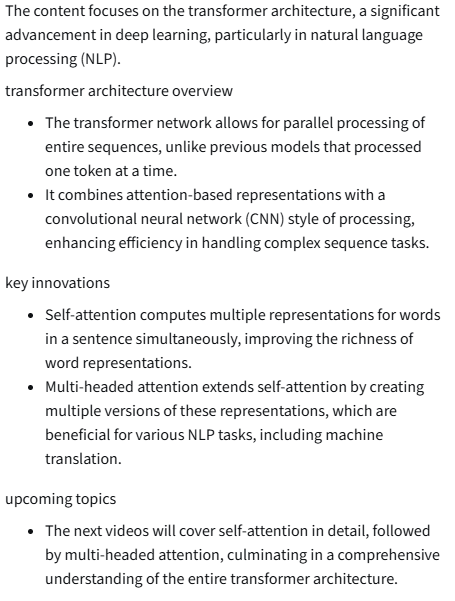 The content focuses on the transformer architecture, a significant
advancement in deep learning, particularly in natural language
processing (NLP).
transformer architecture overview
• The transformer network allows for parallel processing of
entire sequences, unlike previous models that processed
one token at a time.
• It combines attention-based representations with a
convolutional neural network (CNN) style of processing,
enhancing efficiency in handling complex sequence tasks.
key innovations
• Self-attention computes multiple representations for words
in a sentence simultaneously, improving the richness of
word representations.
• Multi-headed attention extends self-attention by creating
multiple versions of these representations, which are
beneficial for various NLP tasks, including machine
translation.
upcoming topics
• The next videos will cover self-attention in detail, followed
by multi-headed attention, culminating in a comprehensive
understanding of the entire transformer architecture.